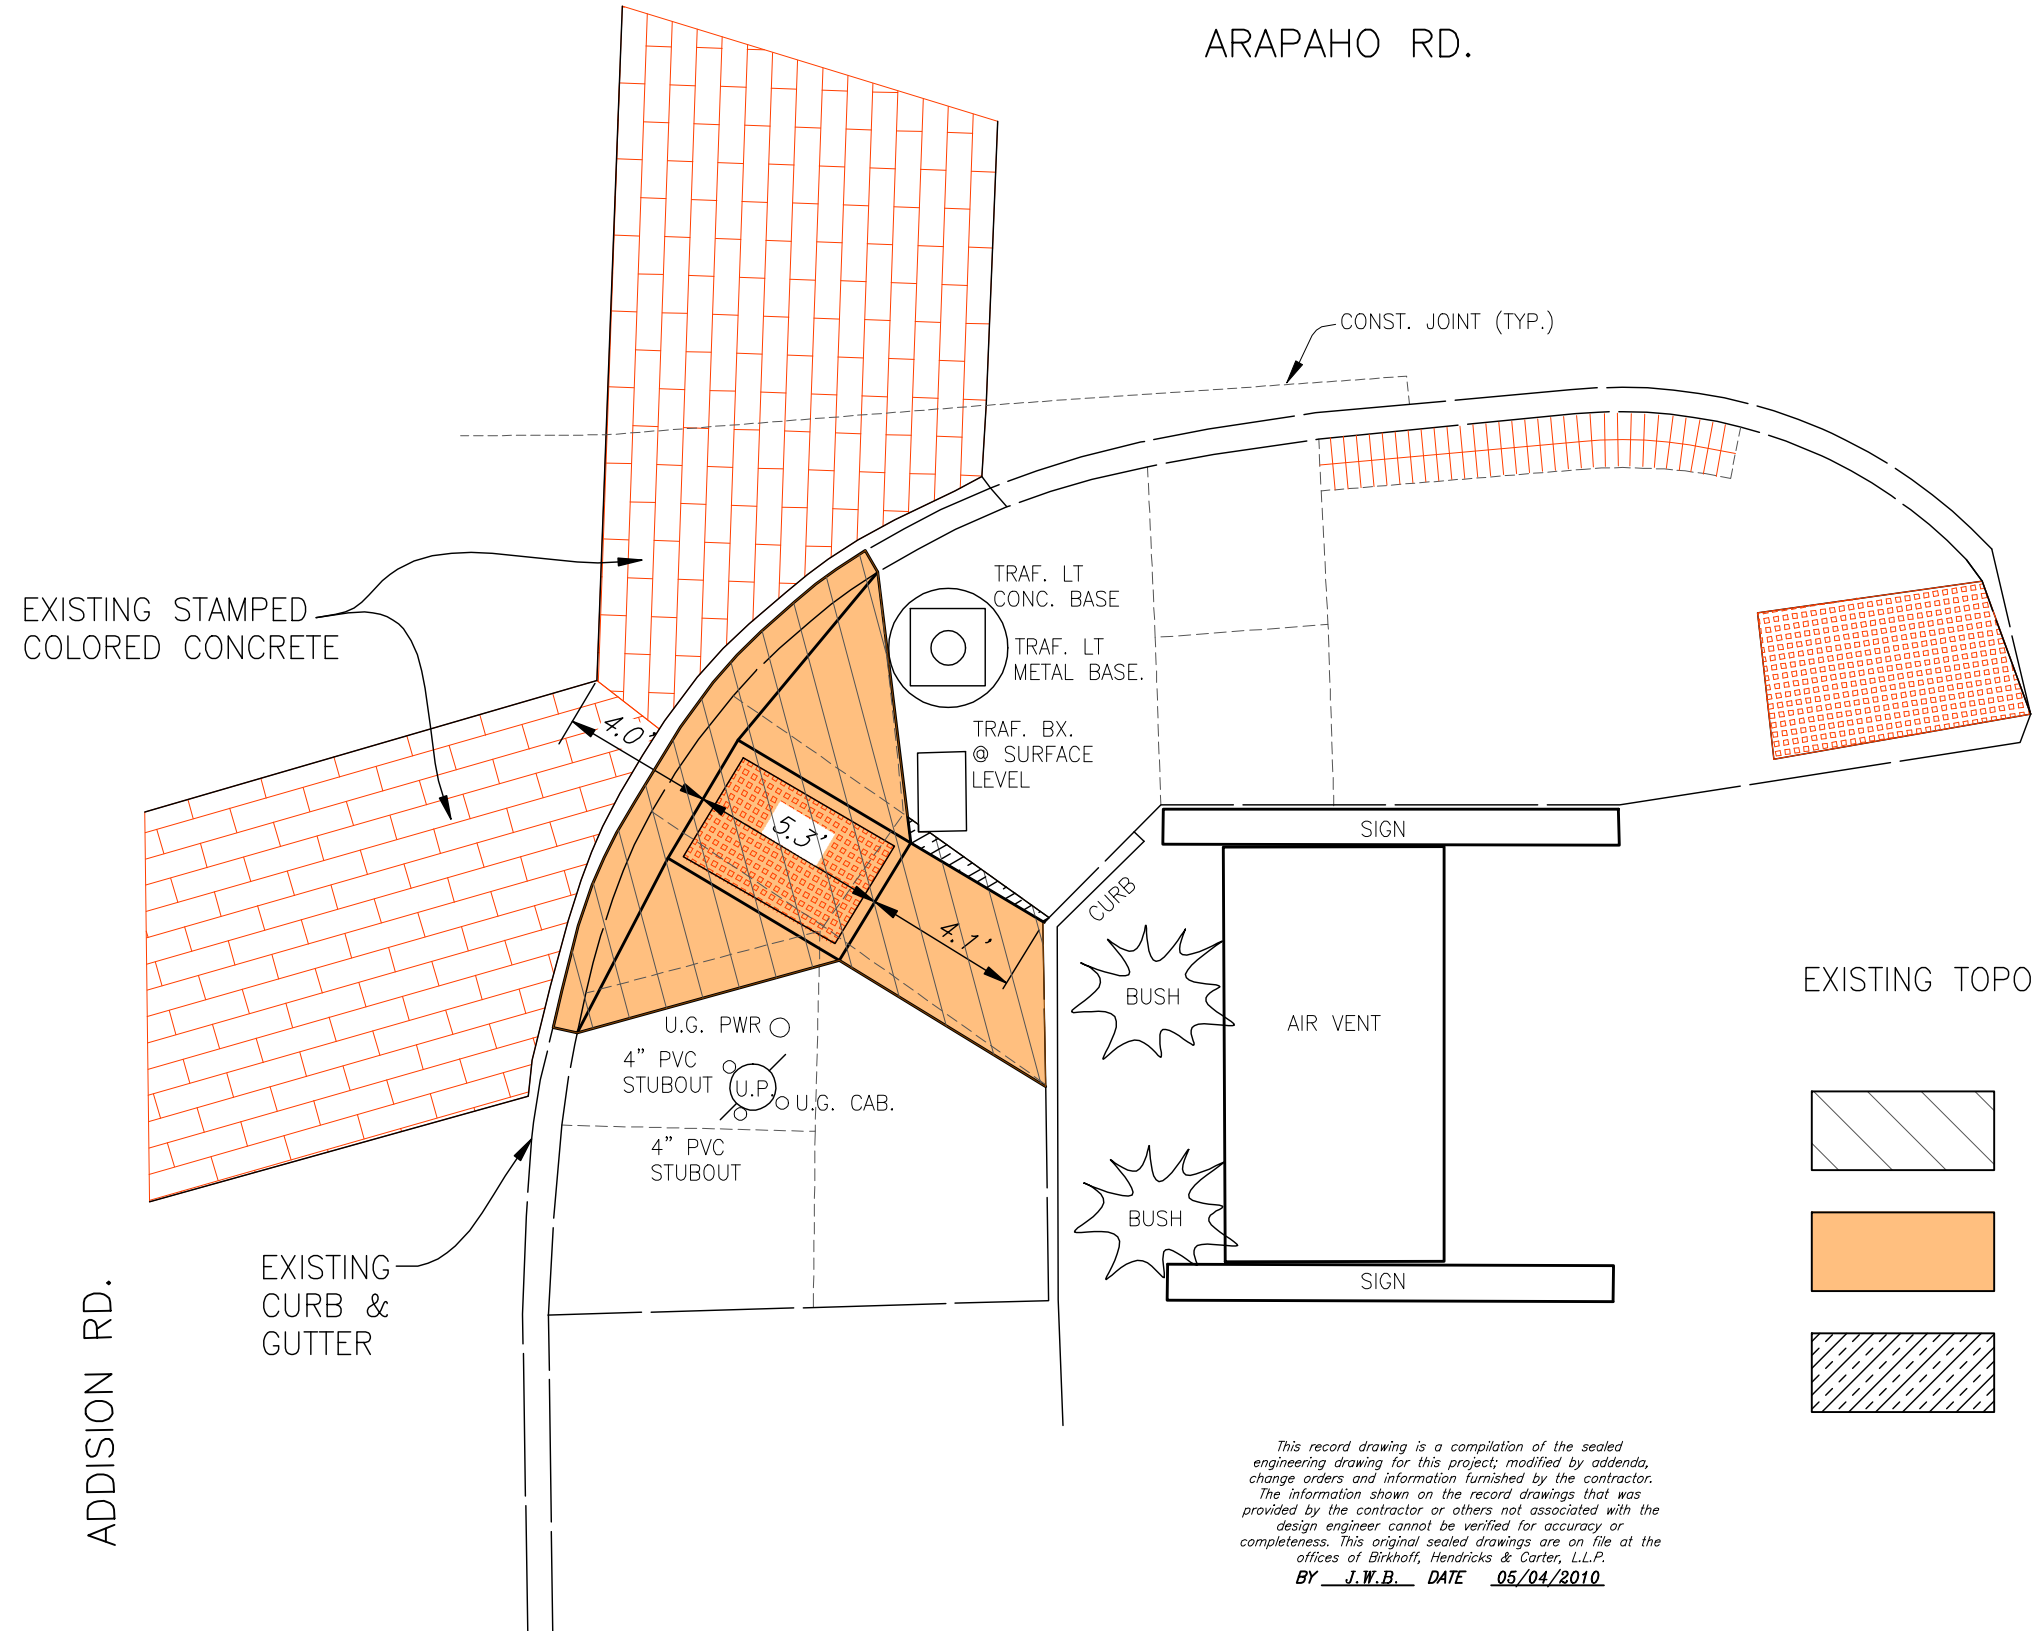 ARAPAHO RD.
CONST. JOINT (TYP.)
EXISTING STAMPED
COLORED CONCRETE
TRAF. LT
CONC. BASE
TRAF. LT
METAL BASE.
4.0'
TRAF. BX.
@ SURFACE
LEVEL
5.3'
SIGN
CURB
4.1'
BUSH
AIR VENT
EXISTING TOPO
U.G. PWR
4" PVC
STUBOUT
U.P.
U.G. CAB.
4" PVC
STUBOUT
BUSH
EXISTING
CURB &
GUTTER
SIGN
ADDISION RD.
This record drawing is a compilation of the sealed
engineering drawing for this project; modified by addenda,
change orders and information furnished by the contractor.
The information shown on the record drawings that was
provided by the contractor or others not associated with the
design engineer cannot be verified for accuracy or
completeness. This original sealed drawings are on file at the
offices of Birkhoff, Hendricks & Carter, L.L.P.
BY J.W.B. DATE 05/04/2010